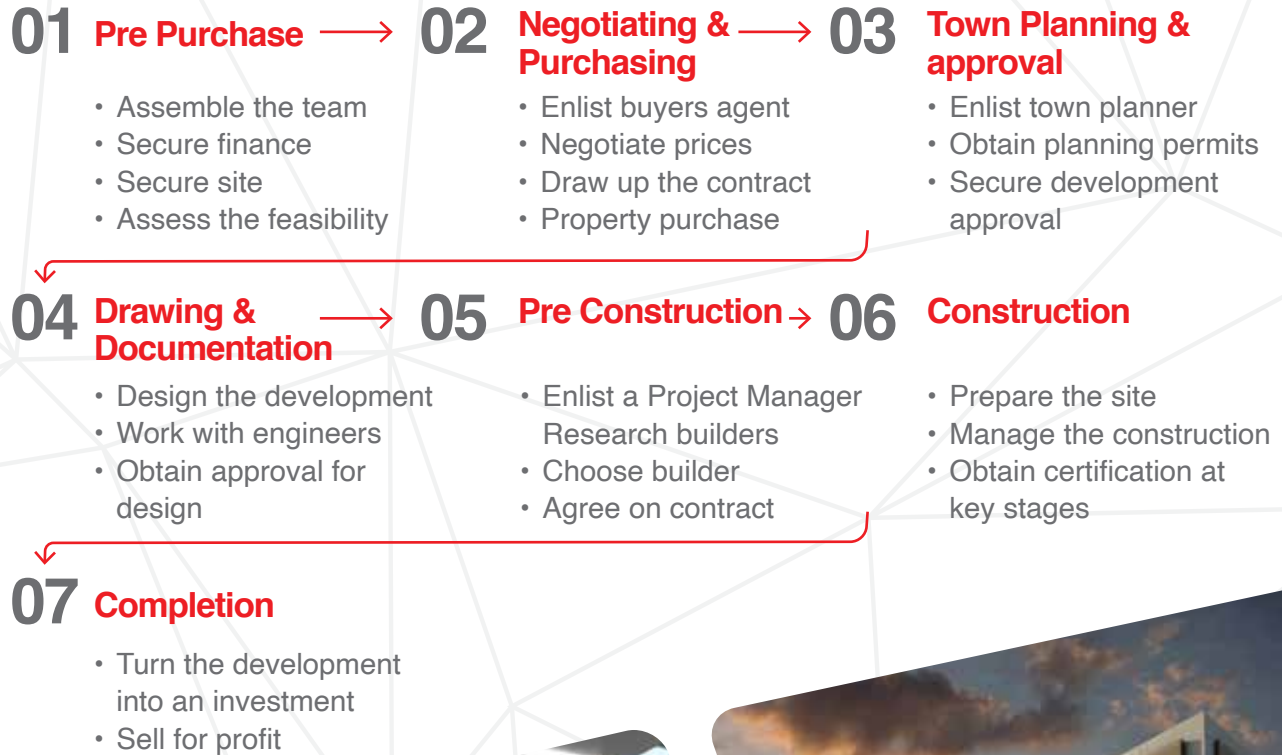 01 Pre Purchase
• Assemble the team
• Secure finance
• Secure site
• Assess the feasibility
02 Negotiating &
Purchasing
• Enlist buyers agent
• Negotiate prices
• Draw up the contract
• Property purchase
03 Town Planning &
approval
• Enlist town planner
• Obtain planning permits
• Secure development
approval
04 Drawing &
Documentation
• Design the development
• Work with engineers
• Obtain approval for
design
05 Pre Construction
• Enlist a Project Manager
Research builders
• Choose builder
• Agree on contract
06 Construction
• Prepare the site
• Manage the construction
• Obtain certification at
key stages
07 Completion
• Turn the development
into an investment
• Sell for profit